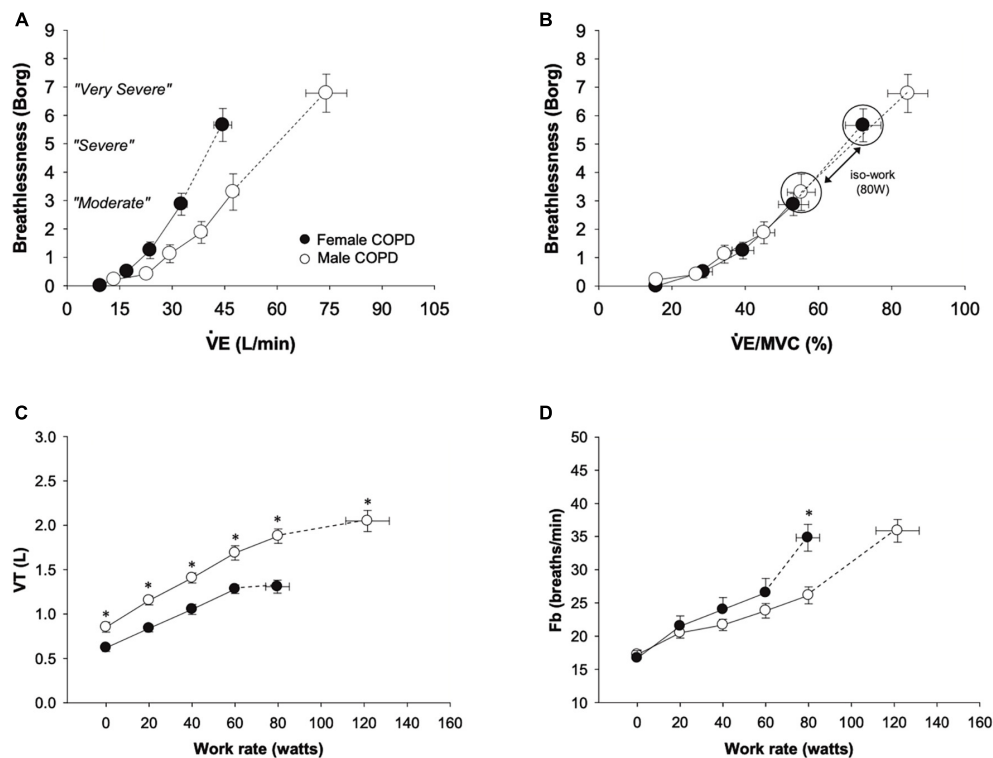 A
9
8
7
6
5
4
3
2
1
0
Breathlessness (Borg)
"Very Severe"
"Severe"
"Moderate"
Female COPD
Male COPD
0 15 30 45 60 75 90 105
V̇E (L/min)
B
9
8
7
6
5
4
3
2
1
0
Breathlessness (Borg)
iso-work
(80W)
0 20 40 60 80 100
V̇E/MVC (%)
C
3.0
2.5
2.0
1.5
1.0
0.5
0.0
VT (L)
* * * * * *
0 20 40 60 80 100 120 140 160
Work rate (watts)
D
50
45
40
35
30
25
20
15
10
Fb (breaths/min)
*
0 20 40 60 80 100 120 140 160
Work rate (watts)